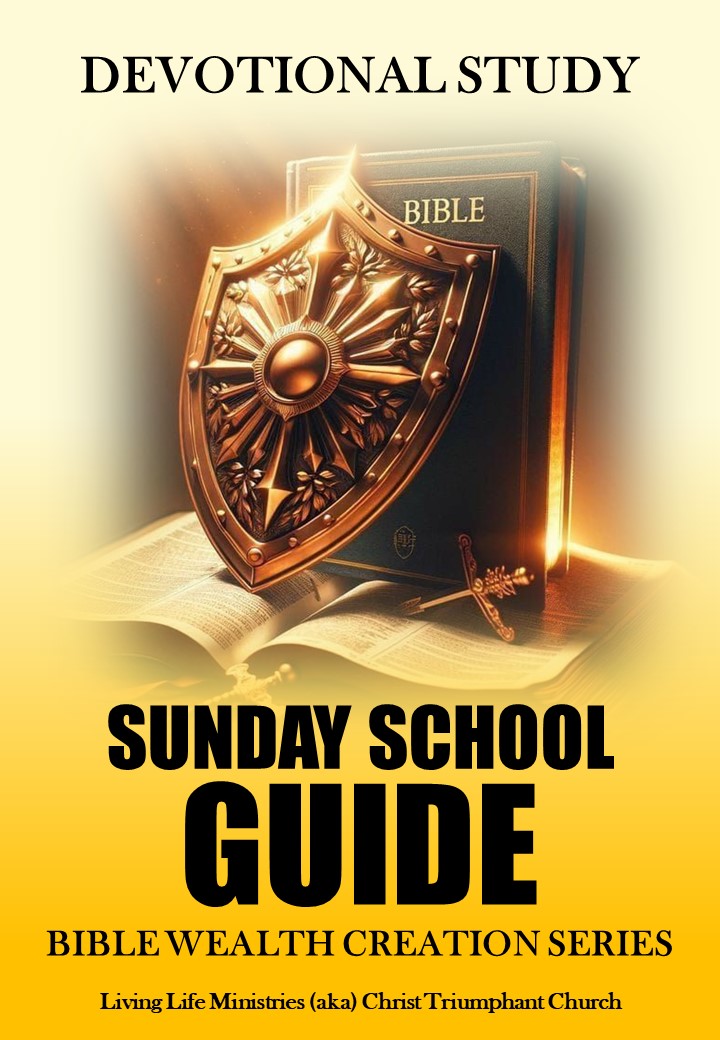 DEVOTIONAL STUDY
BIBLE
SUNDAY SCHOOL
GUIDE
BIBLE WEALTH CREATION SERIES
Living Life Ministries (aka) Christ Triumphant Church